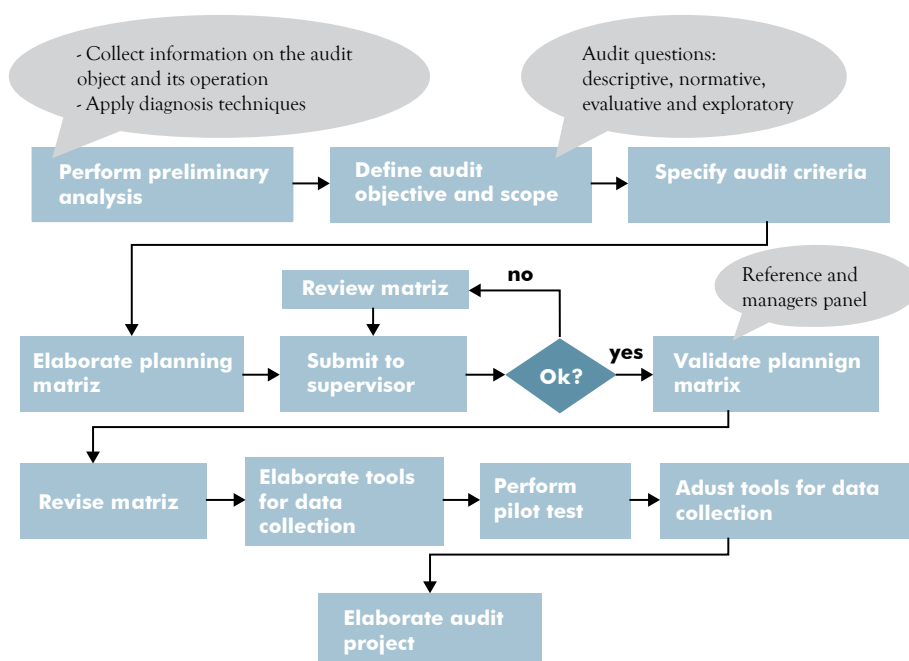 - Collect information on the audit
object and its operation
- Apply diagnosis techniques
Audit questions:
descriptive, normative,
evaluative and exploratory
Perform preliminary
analysis
Define audit
objective and scope
Specify audit criteria
Review matriz
no
Reference and
managers panel
Elaborate planning
matriz
Submit to
supervisor
Ok?
yes
Validate plannign
matrix
Revise matriz
Elaborate tools
for data
collection
Perform
pilot test
Adust tools for data
collection
Elaborate audit
project